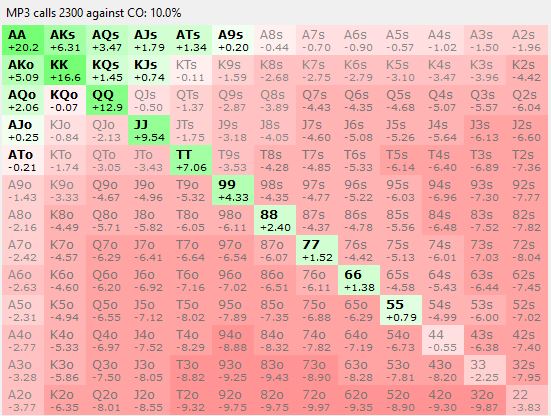 MP3 calls 2300 against CO: 10.0%
AA AKs AQs AJs ATs A9s A8s A7s A6s A5s A4s A3s A2s
+20.2 +6.31 +3.47 +1.79 +1.34 +0.20 -0.44 -0.70 -0.90 -0.57 -1.02 -1.50 -1.96
AKo KK KQs KJs KTs K9s K8s K7s K6s K5s K4s K3s K2s
+5.09 +16.6 +1.45 +0.74 -0.11 -1.59 -2.68 -2.75 -2.79 -3.10 -3.47 -3.96 -4.42
AQo KQo QQ QJs QTs Q9s Q8s Q7s Q6s Q5s Q4s Q3s Q2s
+2.06 -0.07 +12.9 -0.50 -1.37 -2.87 -3.89 -4.43 -4.35 -4.68 -5.07 -5.57 -6.04
AJo KJo QJo JJ JTs J9s J8s J7s J6s J5s J4s J3s J2s
+0.25 -0.84 -2.13 +9.54 -1.75 -3.18 -4.05 -4.60 -5.08 -5.26 -5.64 -6.13 -6.60
ATo KTo QTo JTo TT T9s T8s T7s T6s T5s T4s T3s T2s
-0.21 -1.74 -3.05 -3.43 +7.06 -3.53 -4.28 -4.85 -5.33 -6.14 -6.40 -6.89 -7.36
A9o K9o Q9o J9o T9o 99 98s 97s 96s 95s 94s 93s 92s
-1.43 -3.33 -4.67 -4.96 -5.32 +4.33 -4.35 -4.77 -5.22 -6.03 -6.96 -7.30 -7.77
A8o K8o Q8o J8o T8o 98o 88 87s 86s 85s 84s 83s 82s
-2.16 -4.49 -5.71 -5.82 -6.05 -6.11 +2.40 -4.37 -4.78 -5.56 -6.48 -7.52 -7.82
A7o K7o Q7o J7o T7o 97o 87o 77 76s 75s 74s 73s 72s
-2.42 -4.57 -6.29 -6.41 -6.64 -6.54 -6.07 +1.52 -4.42 -5.13 -6.01 -7.03 -8.04
A6o K6o Q6o J6o T6o 96o 86o 76o 66 65s 64s 63s 62s
-2.63 -4.60 -6.20 -6.92 -7.16 -7.02 -6.51 -6.11 +1.38 -4.58 -5.43 -6.44 -7.45
A5o K5o Q5o J5o T5o 95o 85o 75o 65o 55 54s 53s 52s
-2.31 -4.94 -6.55 -7.12 -8.02 -7.89 -7.35 -6.88 -6.29 +0.79 -4.99 -6.00 -7.02
A4o K4o Q4o J4o T4o 94o 84o 74o 64o 54o 44 43s 42s
-2.77 -5.33 -6.97 -7.52 -8.29 -8.88 -8.32 -7.82 -7.19 -6.73 -0.55 -6.38 -7.40
A3o K3o Q3o J3o T3o 93o 83o 73o 63o 53o 43o 33 32s
-3.28 -5.86 -7.50 -8.05 -8.82 -9.25 -9.43 -8.90 -8.28 -7.81 -8.20 -2.25 -7.95
A2o K2o Q2o J2o T2o 92o 82o 72o 62o 52o 42o 32o 22
-3.77 -6.35 -8.01 -8.55 -9.32 -9.75 -9.75 -9.97 -9.35 -8.90 -9.30 -9.88 -3.83